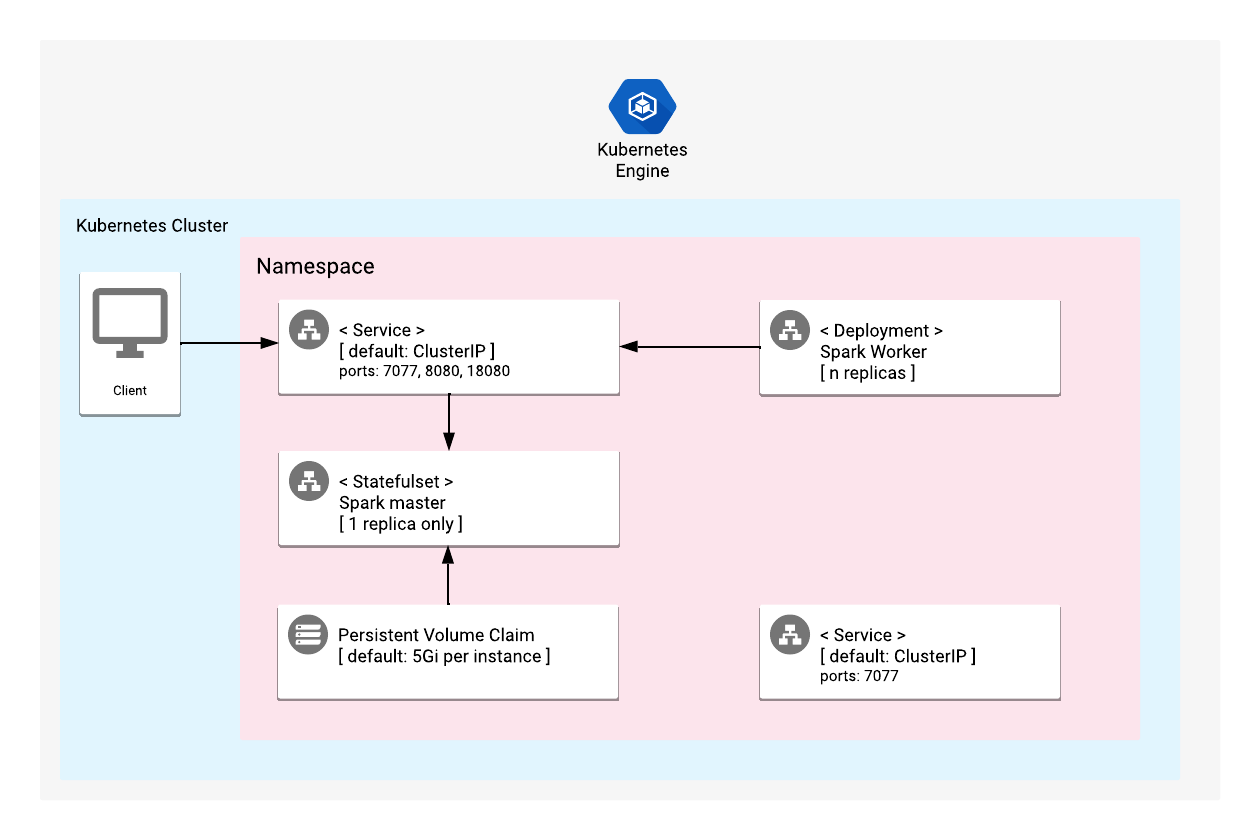 Kubernetes
Engine
Kubernetes Cluster
Namespace
Client
< Service >
[ default: ClusterIP ]
ports: 7077, 8080, 18080
< Deployment >
Spark Worker
[ n replicas ]
< Statefulset >
Spark master
[ 1 replica only ]
Persistent Volume Claim
[ default: 5Gi per instance ]
< Service >
[ default: ClusterIP ]
ports: 7077